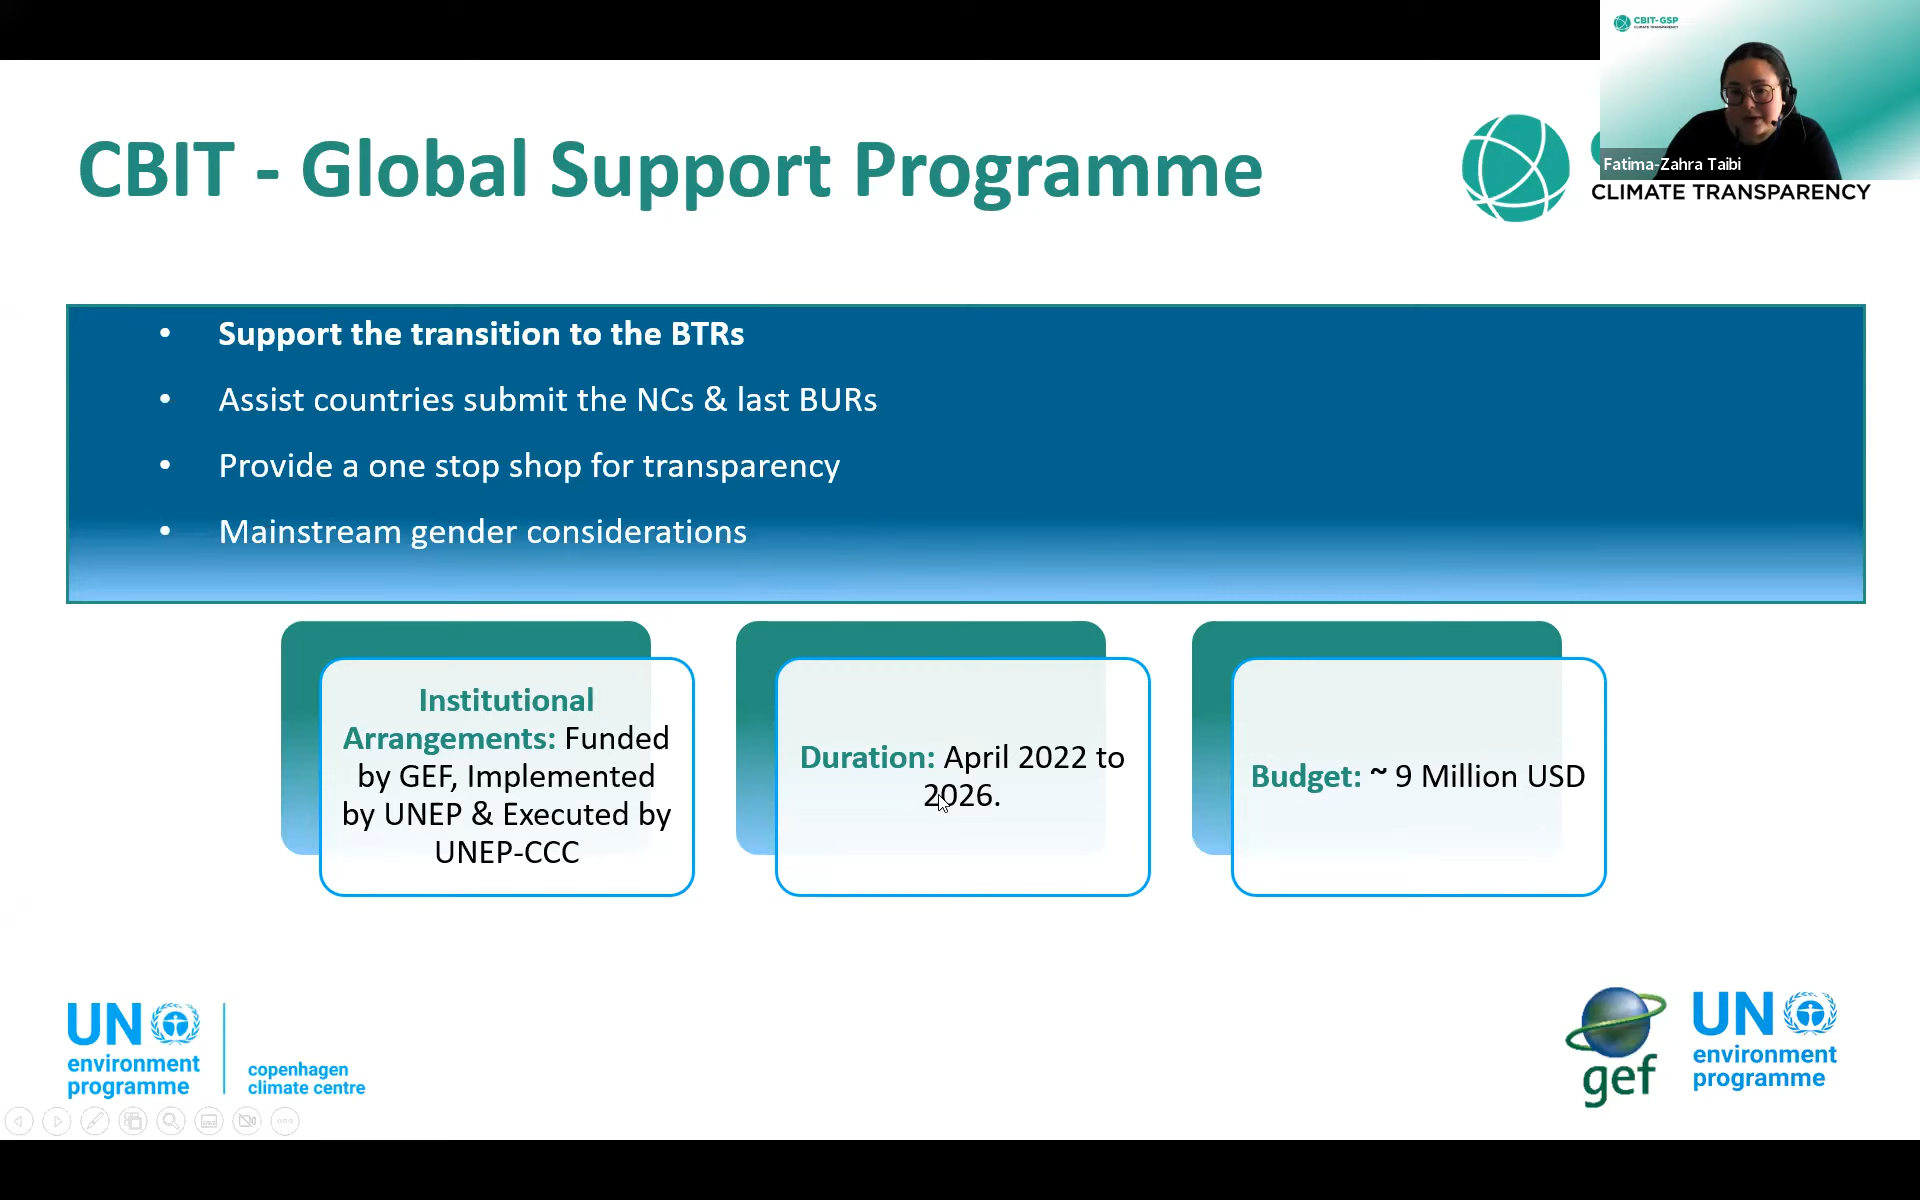 CBIT-GSP
CLIMATE TRANSPARENCY
Fatima-Zahra Taibi
CBIT - Global Support Programme
CLIMATE TRANSPARENCY
• Support the transition to the BTRs
• Assist countries submit the NCs & last BURs
• Provide a one stop shop for transparency
• Mainstream gender considerations
Institutional
Arrangements: Funded
by GEF, Implemented
by UNEP & Executed by
UNEP-CCC
Duration: April 2022 to
2026.
Budget: ~ 9 Million USD
UN
environment
programme
copenhagen
climate centre
gef
UN
environment
programme